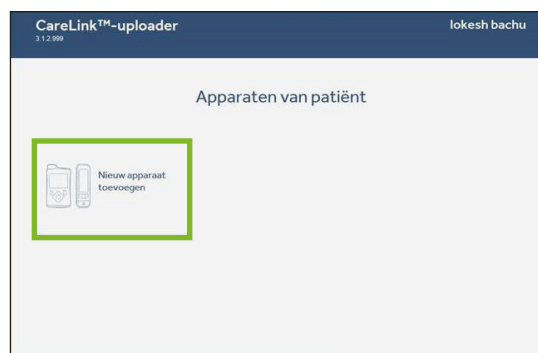 CareLink™-uploader
lokesh bachu
3.1.2.999
Apparaten van patiënt
Nieuw apparaat
toevoegen